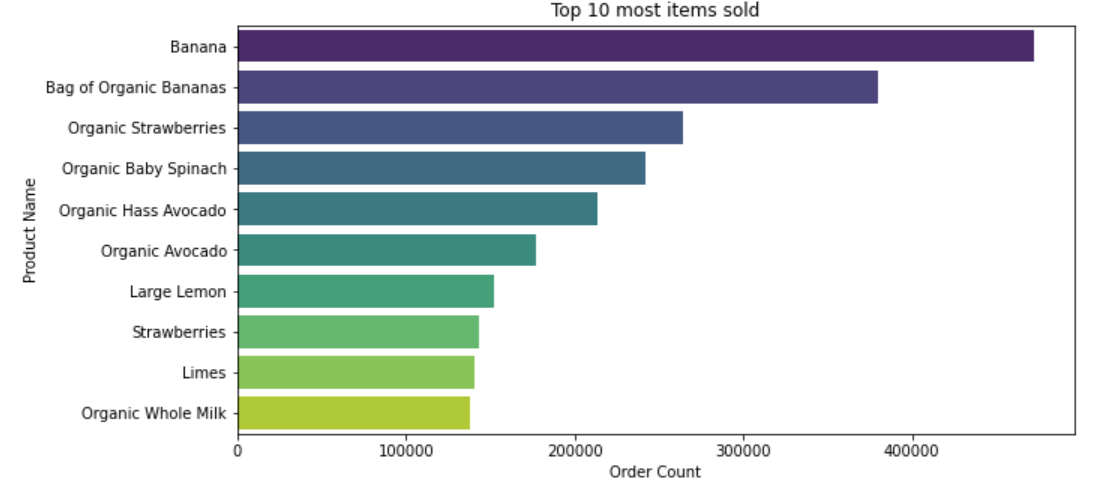 Top 10 most items sold
Product Name
Banana
Bag of Organic Bananas
Organic Strawberries
Organic Baby Spinach
Organic Hass Avocado
Organic Avocado
Large Lemon
Strawberries
Limes
Organic Whole Milk
0 100000 200000 300000 400000
Order Count